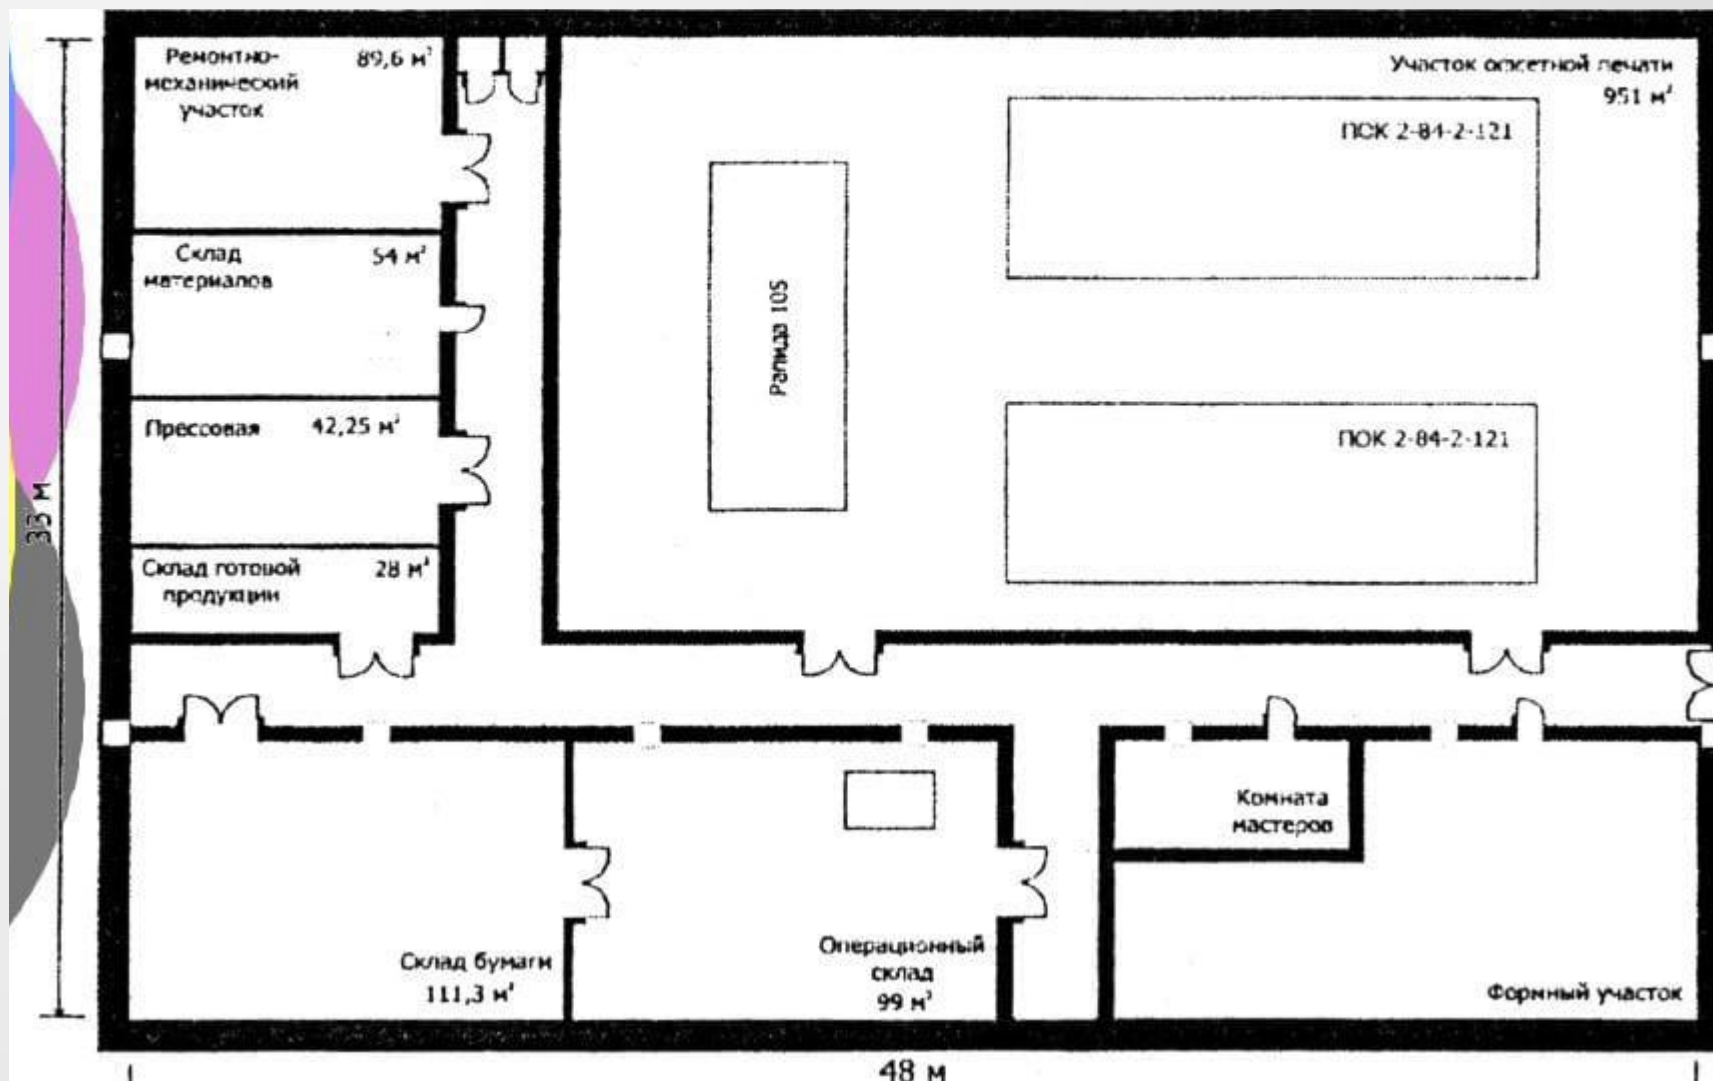 Ремонтно-
механический
участок
89,6 м²
Участок офсетной печати
951 м²
ПОК 2-84-2-121
Склад
материалов
54 м²
Рапида 105
Прессовая
42,25 м²
ПОК 2-84-2-121
33 м
Склад готовой
продукции
28 м²
Комната
мастеров
Склад бумаги
111,3 м²
Операционный
склад
99 м²
Формный участок
48 м